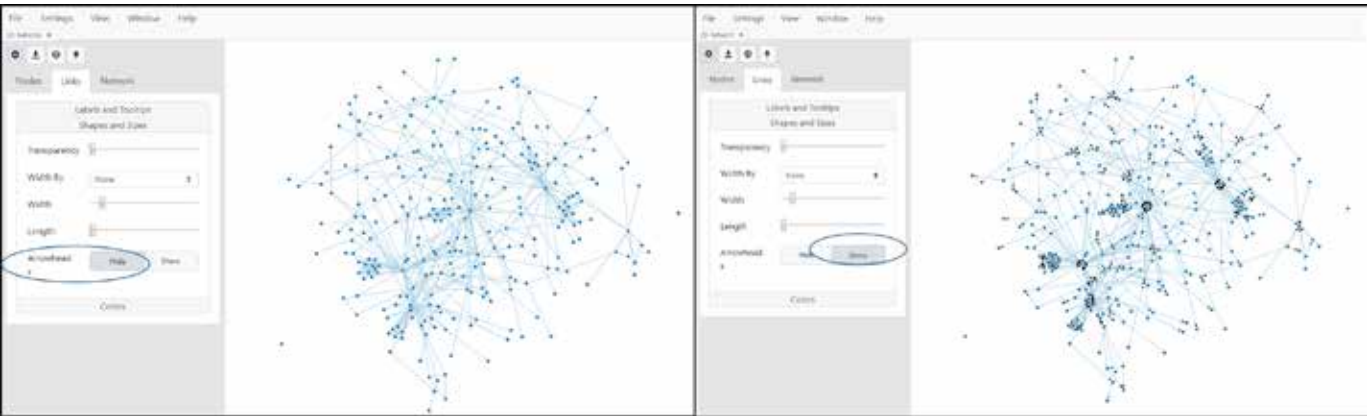 File Settings View Window Help
Nodes Links Network
Labels and Tooltips
Shapes and Sizes
Transparency
Width By None
Width
Length
Arrowhead Hide Show
s
Colors
File Settings View Window Help
Nodes Links Network
Labels and Tooltips
Shapes and Sizes
Transparency
Width By None
Width
Length
Arrowhead Hide Show
s
Colors